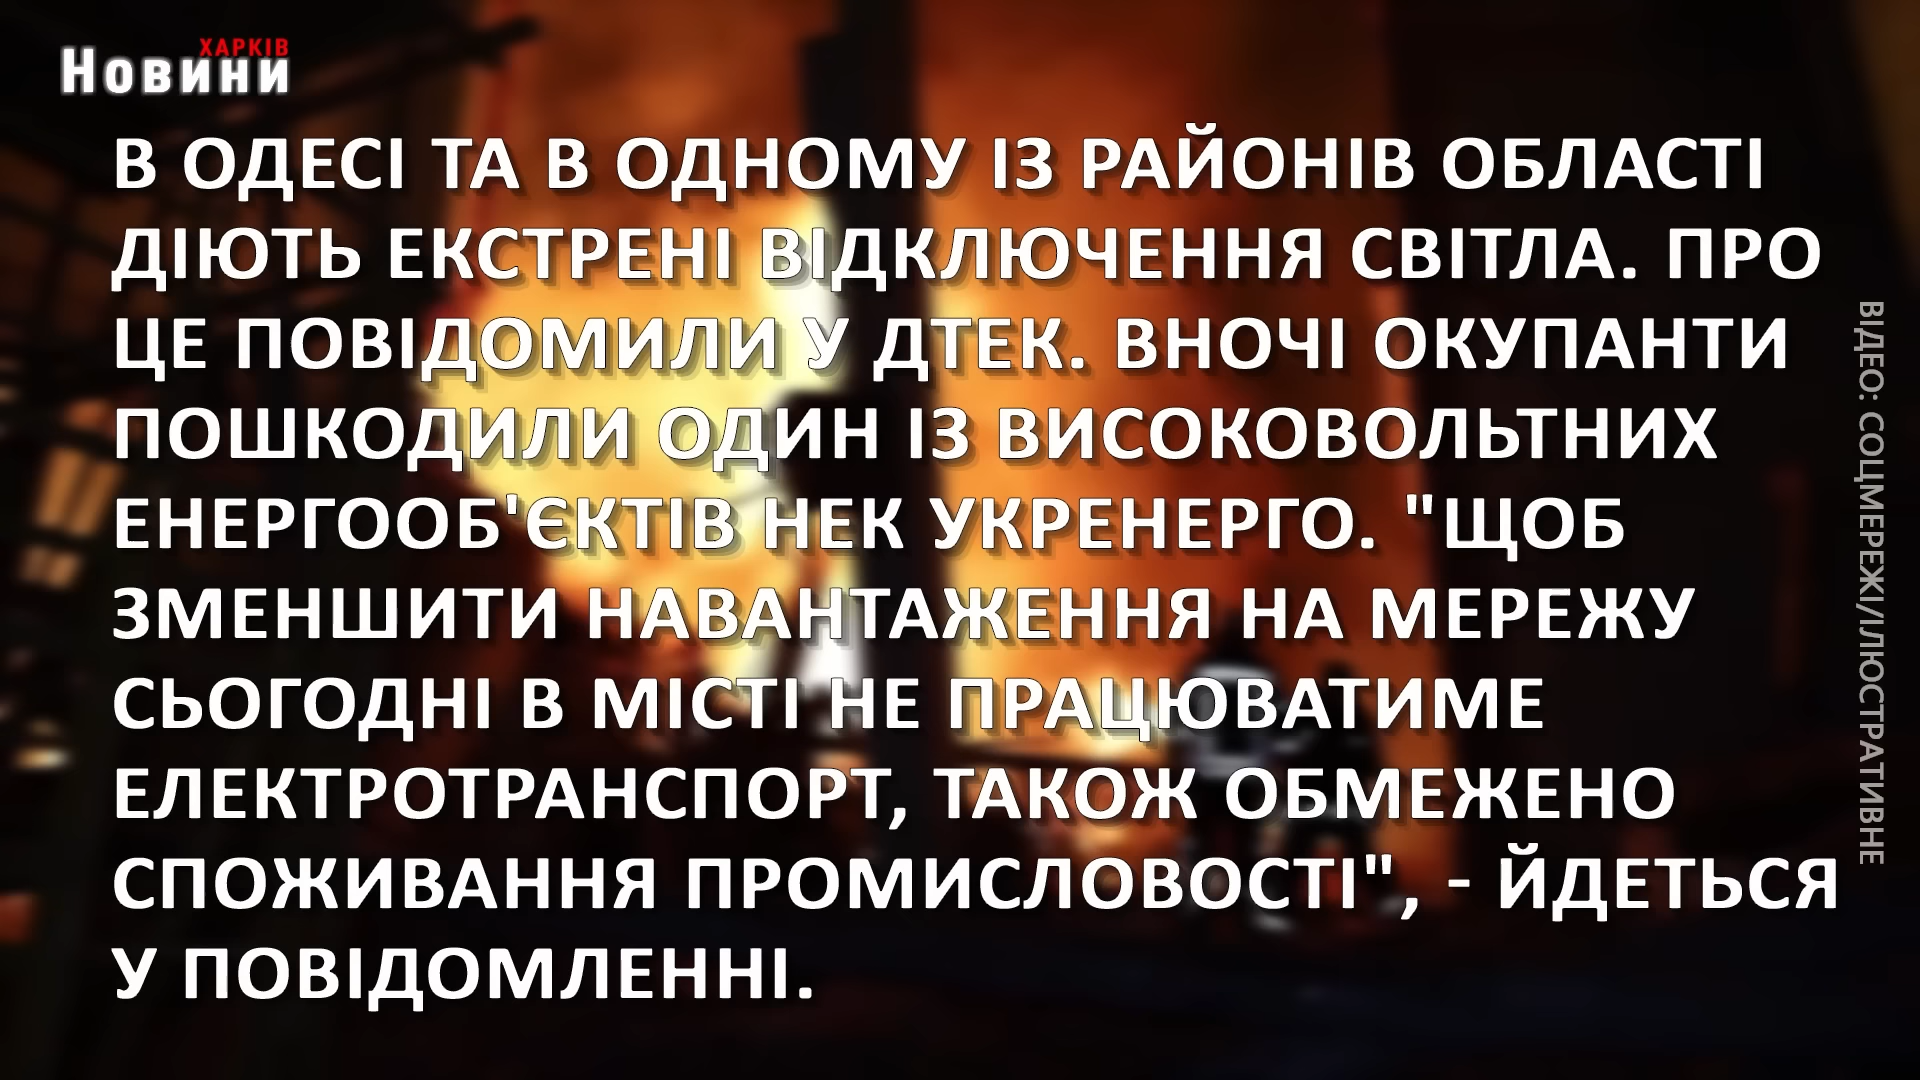 ХАРКІВ
Новини
В ОДЕСІ ТА В ОДНОМУ ІЗ РАЙОНІВ ОБЛАСТІ
ДІЮТЬ ЕКСТРЕНІ ВІДКЛЮЧЕННЯ СВІТЛА. ПРО
ЦЕ ПОВІДОМИЛИ У ДТЕК. ВНОЧІ ОКУПАНТИ
ПОШКОДИЛИ ОДИН ІЗ ВИСОКОВОЛЬТНИХ
ЕНЕРГООБ'ЄКТІВ НЕК УКРЕНЕРГО. "ЩОБ
ЗМЕНШИТИ НАВАНТАЖЕННЯ НА МЕРЕЖУ
СЬОГОДНІ В МІСТІ НЕ ПРАЦЮВАТИМЕ
ЕЛЕКТРОТРАНСПОРТ, ТАКОЖ ОБМЕЖЕНО
СПОЖИВАННЯ ПРОМИСЛОВОСТІ", - ЙДЕТЬСЯ
У ПОВІДОМЛЕННІ.
ВІДЕО: СОЦМЕРЕЖІ/ІЛЮСТРАТИВНЕ